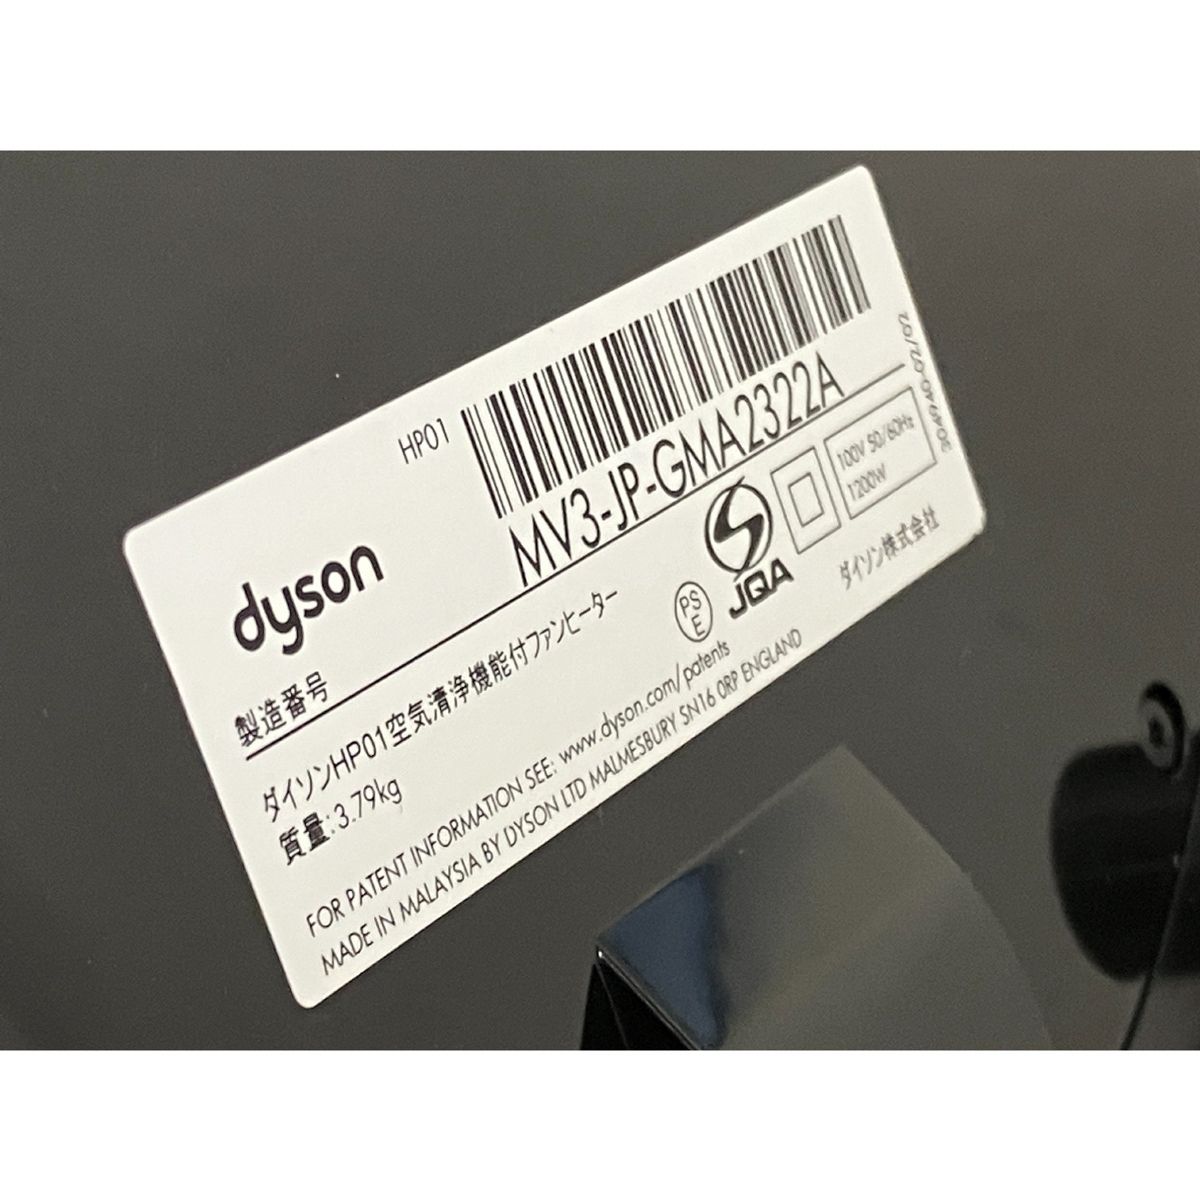 HP01
dyson
製造番号 MV3-JP-GMA2322A
ダイソンHP01空気清浄機能付ファンヒーター
質量:3.79kg
PS
E
JQA
100V 50/60Hz
1200W
ダイソン株式会社
FOR PATENT INFORMATION SEE: www.dyson.com/patents
MADE IN MALAYSIA BY DYSON LTD MALMESBURY SN16 0RP ENGLAND